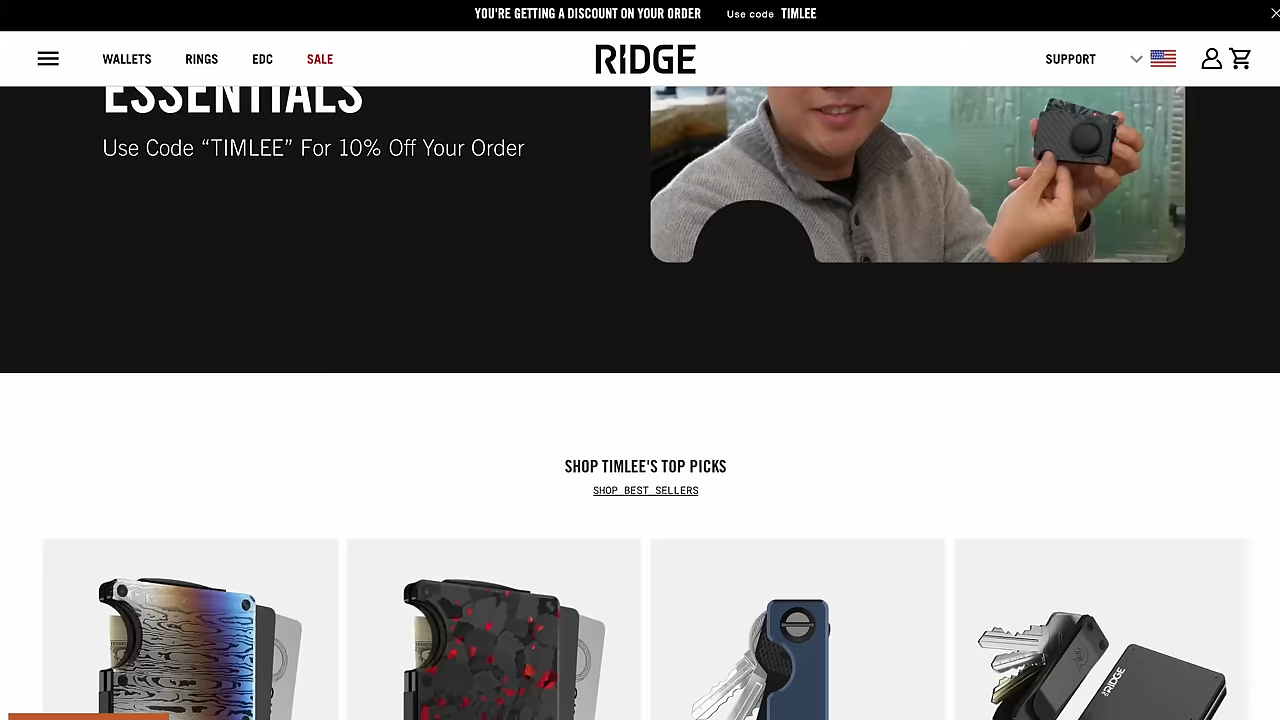 YOU'RE GETTING A DISCOUNT ON YOUR ORDER Use code TIMLEE
WALLETS RINGS EDC SALE RIDGE SUPPORT
ESSENTIALS
Use Code “TIMLEE” For 10% Off Your Order
SHOP TIMLEE'S TOP PICKS
SHOP BEST SELLERS
RIDGE